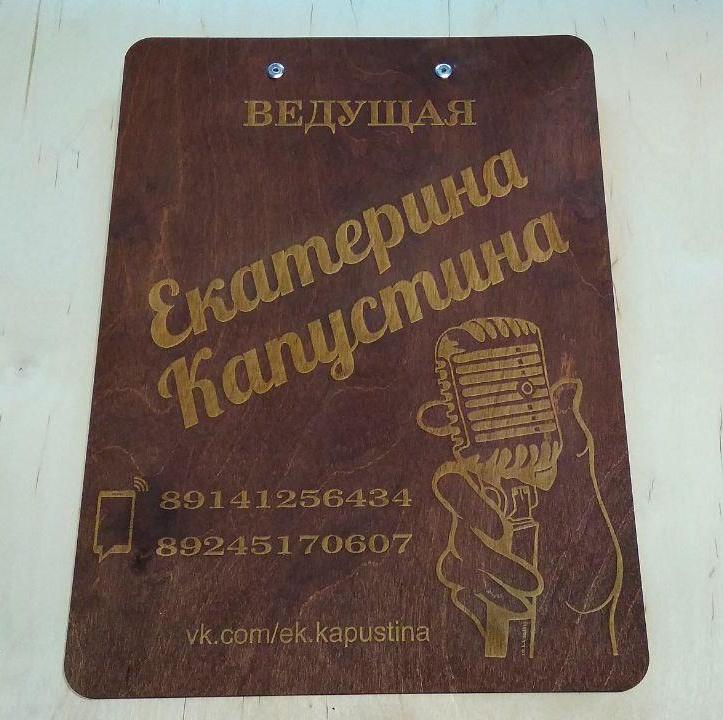 ВЕДУЩАЯ
Екатерина
Капустина
89141256434
89245170607
vk.com/ek.kapustina